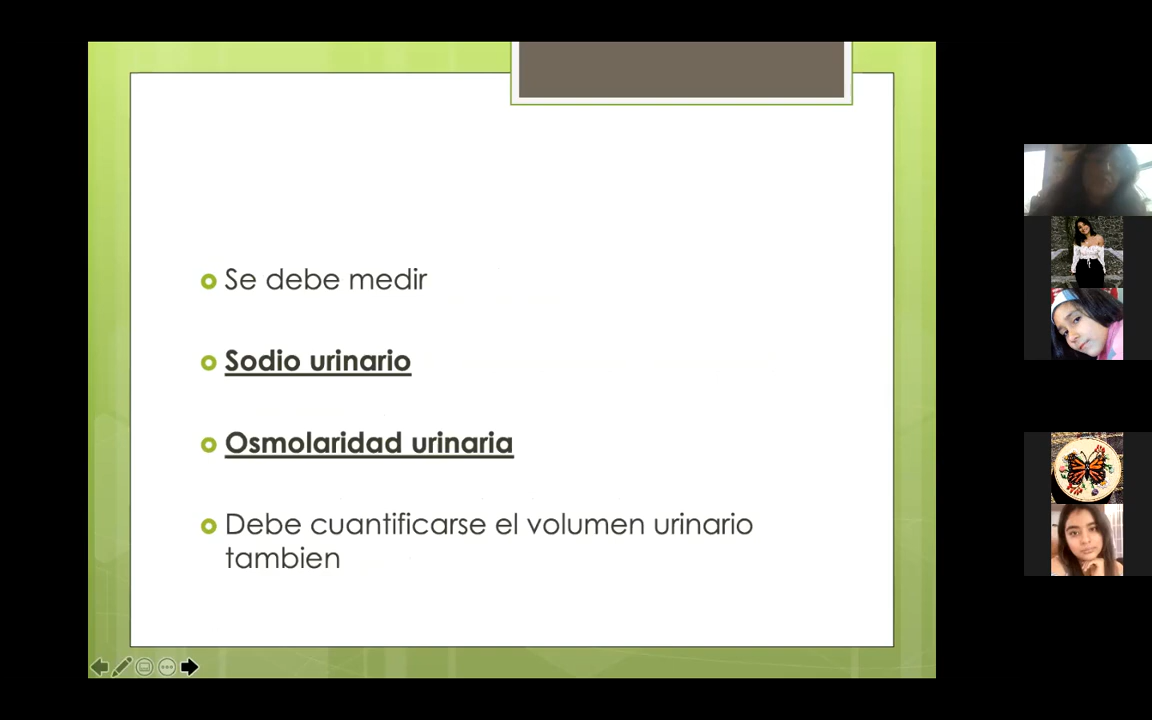 Se debe medir
Sodio urinario
Osmolaridad urinaria
Debe cuantificarse el volumen urinario
tambien